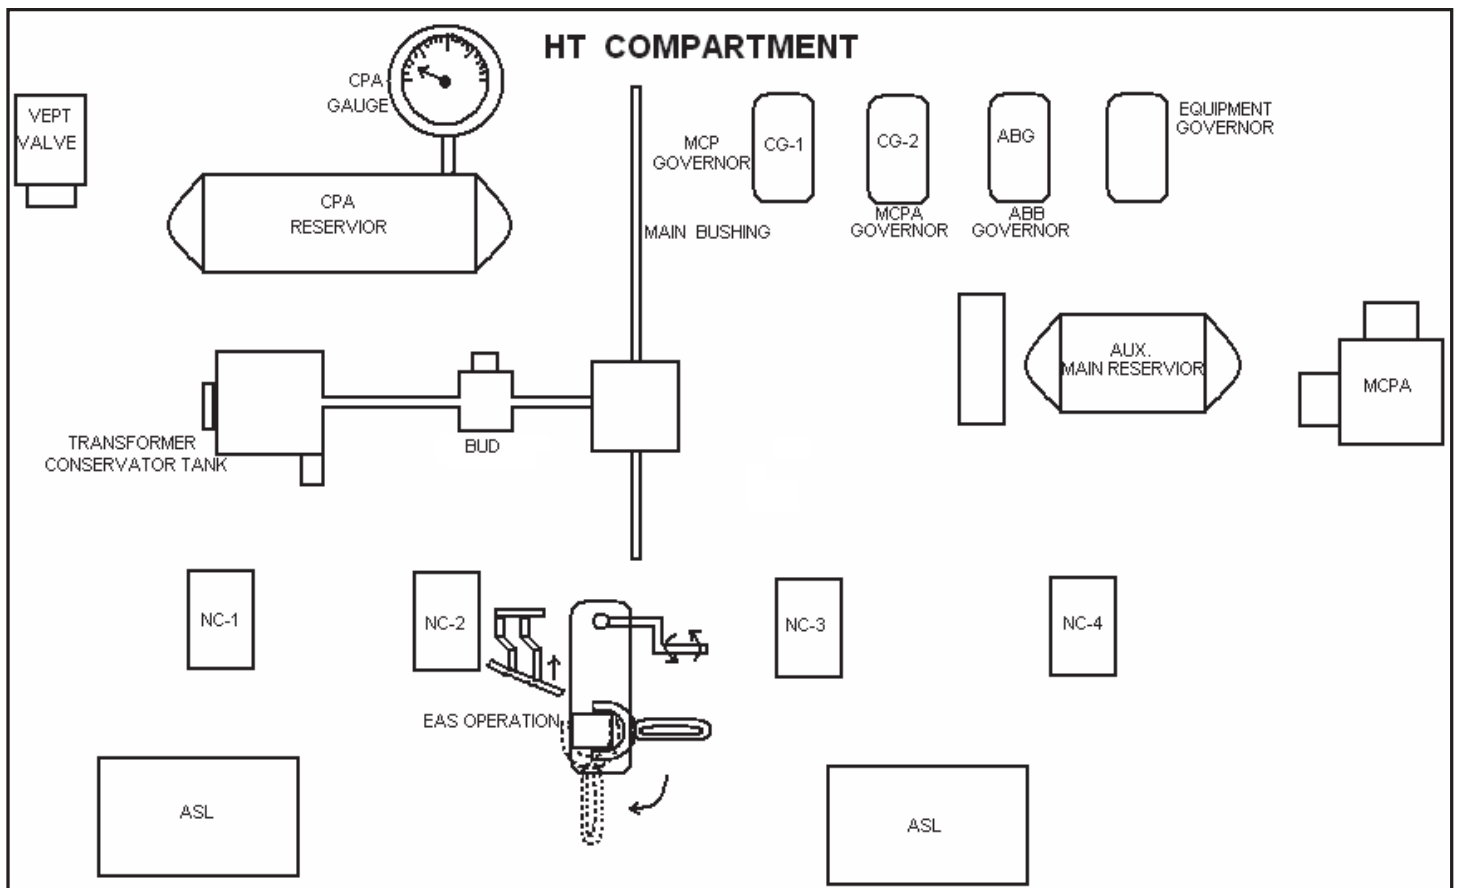 HT COMPARTMENT
CPA
GAUGE
VEPT
VALVE
CPA
RESERVIOR
MCP
GOVERNOR
CG-1
CG-2
MCPA
GOVERNOR
ABG
ABB
GOVERNOR
EQUIPMENT
GOVERNOR
MAIN BUSHING
AUX.
MAIN RESERVIOR
MCPA
TRANSFORMER
CONSERVATOR TANK
BUD
NC-1
NC-2
NC-3
NC-4
EAS OPERATION
ASL
ASL